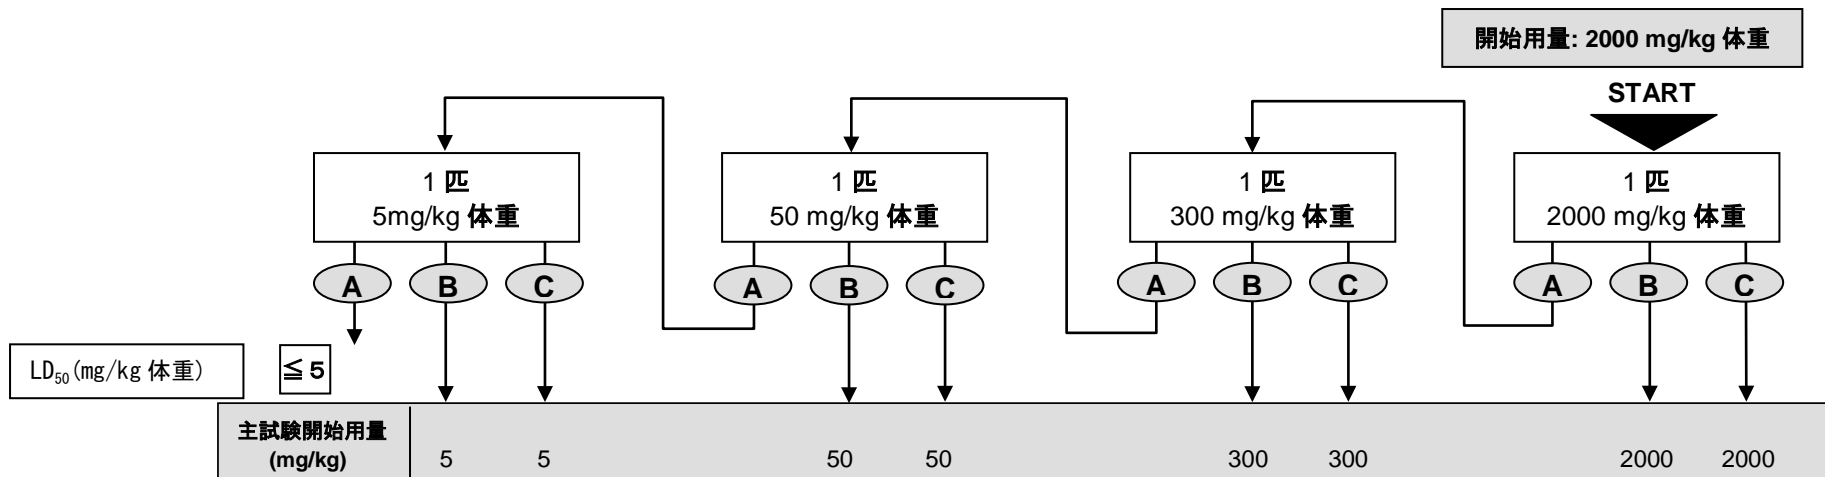 開始用量: 2000 mg/kg 体重
START
1 匹
5mg/kg 体重
1 匹
50 mg/kg 体重
1 匹
300 mg/kg 体重
1 匹
2000 mg/kg 体重
A B C A B C A B C A B C
LD₅₀(mg/kg 体重) ≦5
主試験開始用量
(mg/kg) 5 5 50 50 300 300 2000 2000